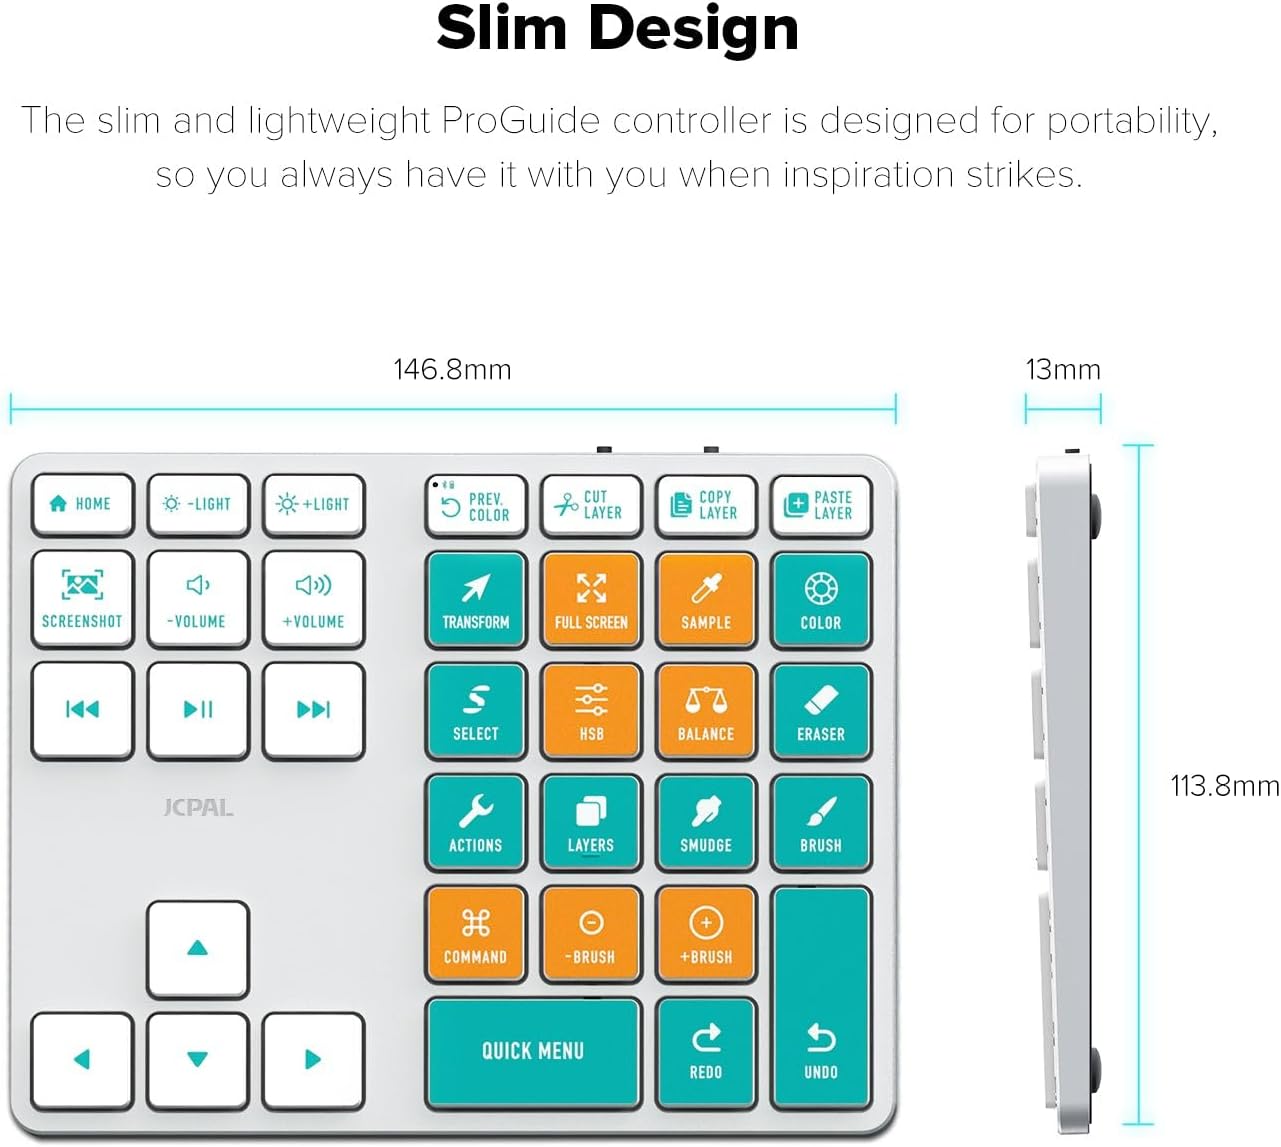 Slim Design
The slim and lightweight ProGuide controller is designed for portability,
so you always have it with you when inspiration strikes.
146.8mm
13mm
HOME
-LIGHT
+LIGHT
PREV.
COLOR
CUT
LAYER
COPY
LAYER
PASTE
LAYER
SCREENSHOT
-VOLUME
+VOLUME
TRANSFORM
FULL SCREEN
SAMPLE
COLOR
SELECT
HSB
BALANCE
ERASER
113.8mm
JCPAL
ACTIONS
LAYERS
SMUDGE
BRUSH
COMMAND
-BRUSH
+BRUSH
QUICK MENU
REDO
UNDO